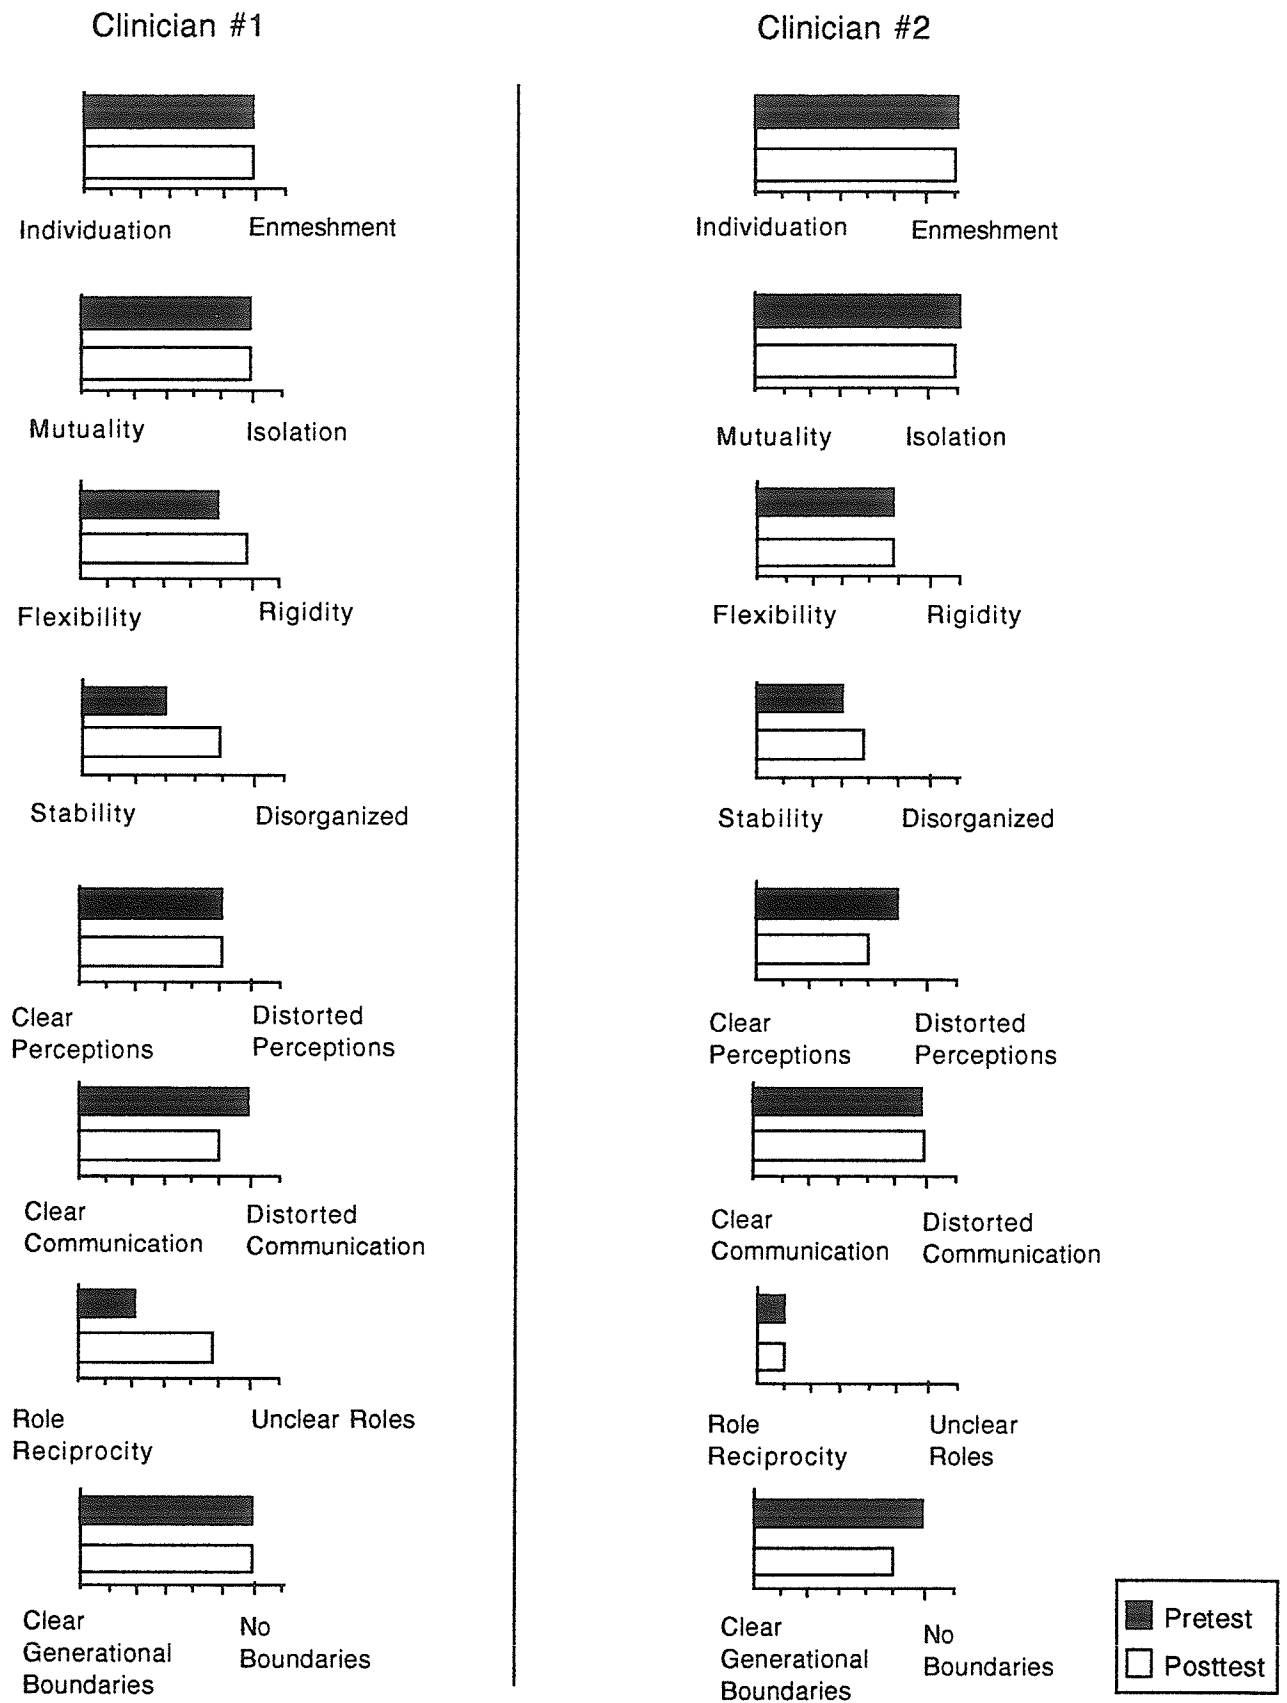 Clinician #1
Individuation
Enmeshment
Mutuality
Isolation
Flexibility
Rigidity
Stability
Disorganized
Clear
Perceptions
Distorted
Perceptions
Clear
Communication
Distorted
Communication
Role
Reciprocity
Unclear Roles
Clear
Generational
Boundaries
No
Boundaries
Clinician #2
Individuation
Enmeshment
Mutuality
Isolation
Flexibility
Rigidity
Stability
Disorganized
Clear
Perceptions
Distorted
Perceptions
Clear
Communication
Distorted
Communication
Role
Reciprocity
Unclear
Roles
Clear
Generational
Boundaries
No
Boundaries
Pretest
Posttest